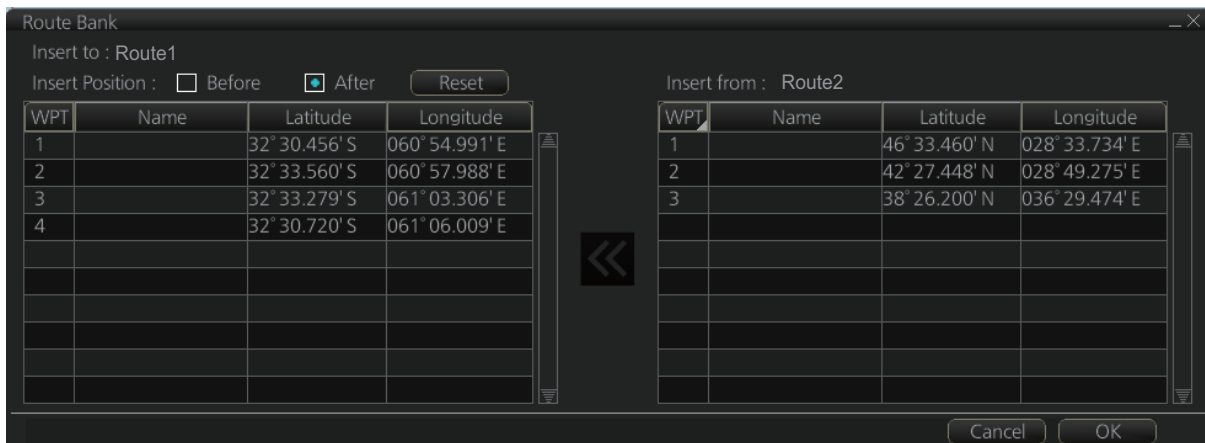 Route Bank
Insert to : Route1
Insert Position : Before After Reset Insert from : Route2
WPT Name Latitude Longitude WPT Name Latitude Longitude
1 32° 30.456' S 060° 54.991' E 1 46° 33.460' N 028° 33.734' E
2 32° 33.560' S 060° 57.988' E 2 42° 27.448' N 028° 49.275' E
3 32° 33.279' S 061° 03.306' E 3 38° 26.200' N 036° 29.474' E
4 32° 30.720' S 061° 06.009' E
Cancel OK